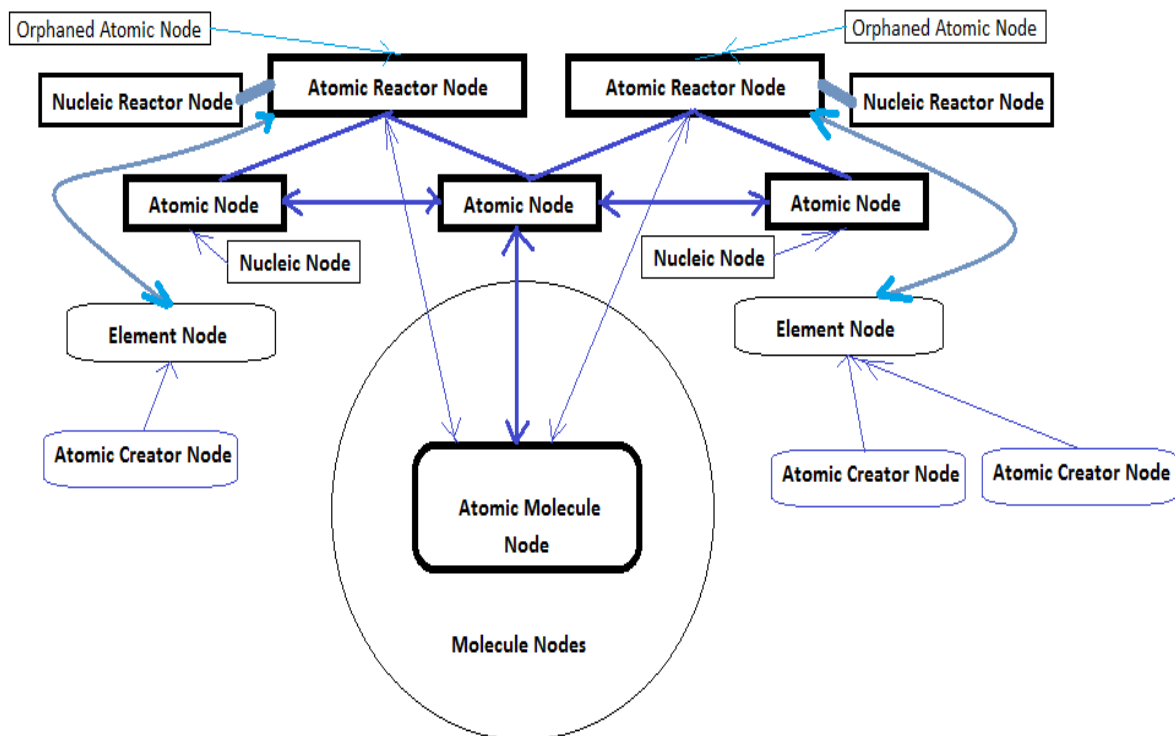 Orphaned Atomic Node
Orphaned Atomic Node
Atomic Reactor Node
Atomic Reactor Node
Nucleic Reactor Node
Nucleic Reactor Node
Atomic Node
Atomic Node
Atomic Node
Nucleic Node
Nucleic Node
Element Node
Element Node
Atomic Creator Node
Atomic Creator Node
Atomic Creator Node
Atomic Molecule
Node
Molecule Nodes